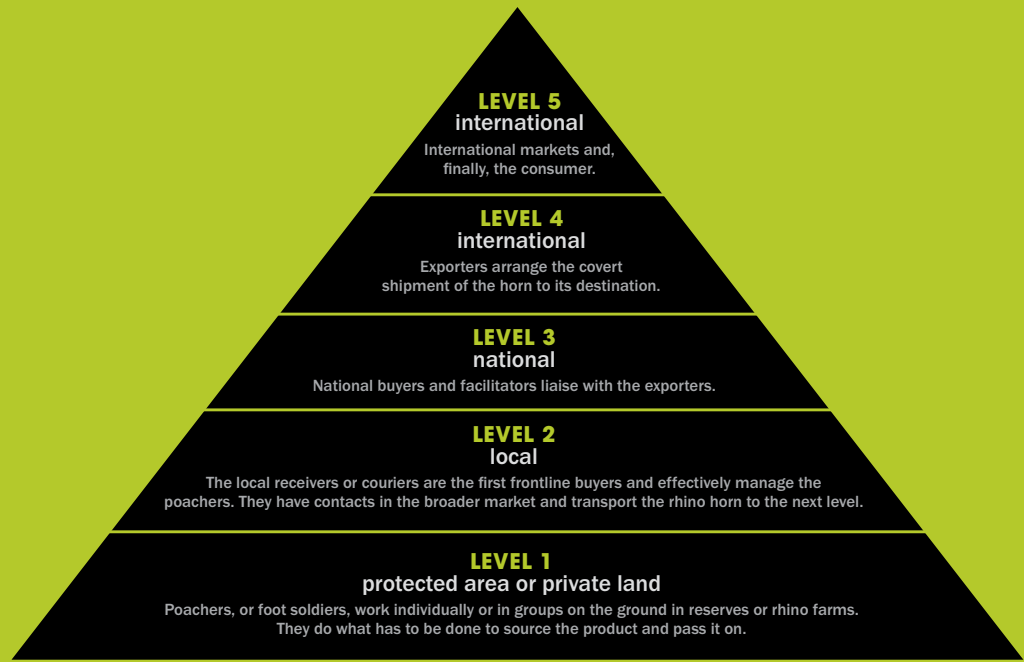 LEVEL 5
international
International markets and,
finally, the consumer.
LEVEL 4
international
Exporters arrange the covert
shipment of the horn to its destination.
LEVEL 3
national
National buyers and facilitators liaise with the exporters.
LEVEL 2
local
The local receivers or couriers are the first frontline buyers and effectively manage the
poachers. They have contacts in the broader market and transport the rhino horn to the next level.
LEVEL 1
protected area or private land
Poachers, or foot soldiers, work individually or in groups on the ground in reserves or rhino farms.
They do what has to be done to source the product and pass it on.